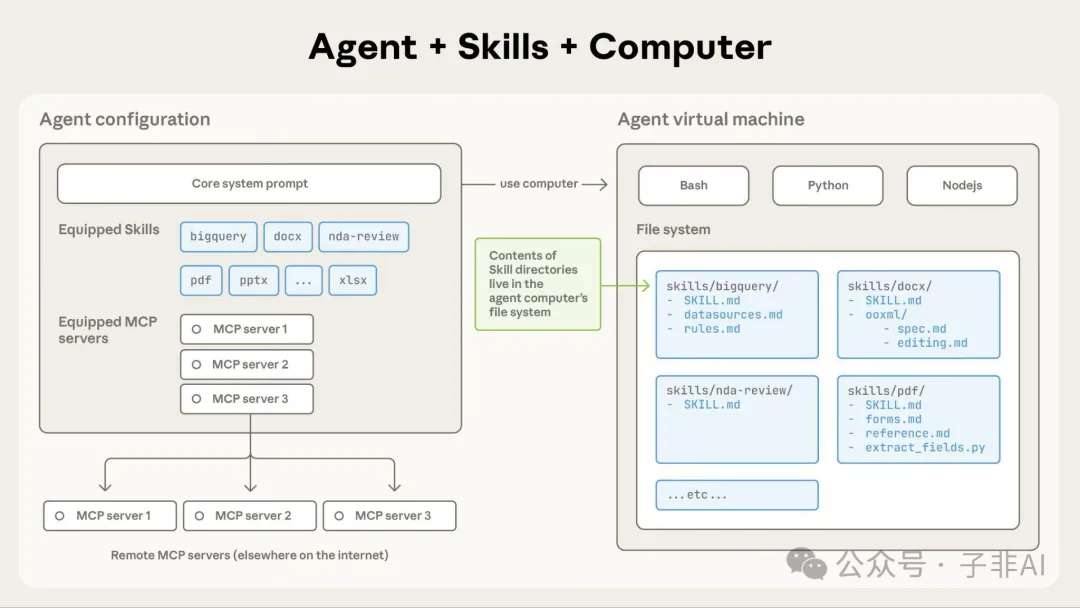 Agent + Skills + Computer
Agent configuration
Core system prompt
Equipped Skills
bigquery
docx
nda-review
pdf
pptx
...
xlsx
Equipped MCP
servers
MCP server 1
MCP server 2
MCP server 3
MCP server 1
MCP server 2
MCP server 3
Remote MCP servers (elsewhere on the internet)
use computer
Contents of
Skill directories
live in the
agent computer's
file system
Agent virtual machine
Bash
Python
Nodejs
File system
skills/bigquery/
- SKILL.md
- datasources.md
- rules.md
skills/docx/
- SKILL.md
- ooxml/
- spec.md
- editing.md
skills/nda-review/
- SKILL.md
skills/pdf/
- SKILL.md
- forms.md
- reference.md
- extract_fields.py
...etc...
公众号 · 子非AI